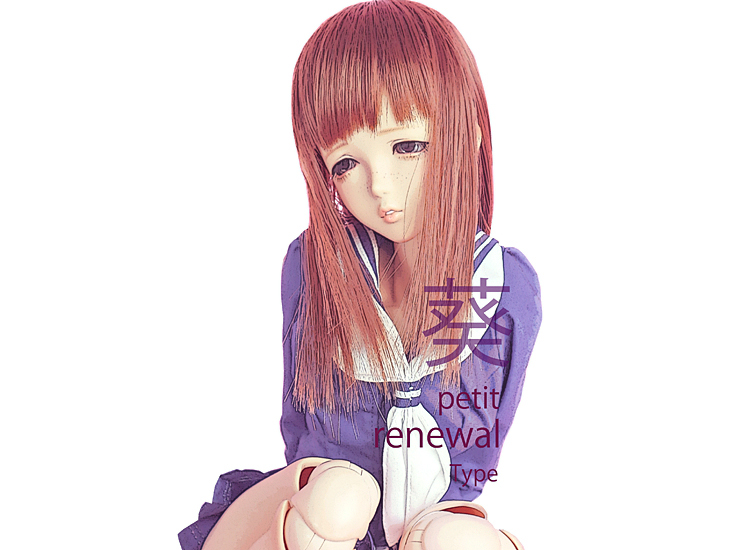 葵
petit
renewal
Type